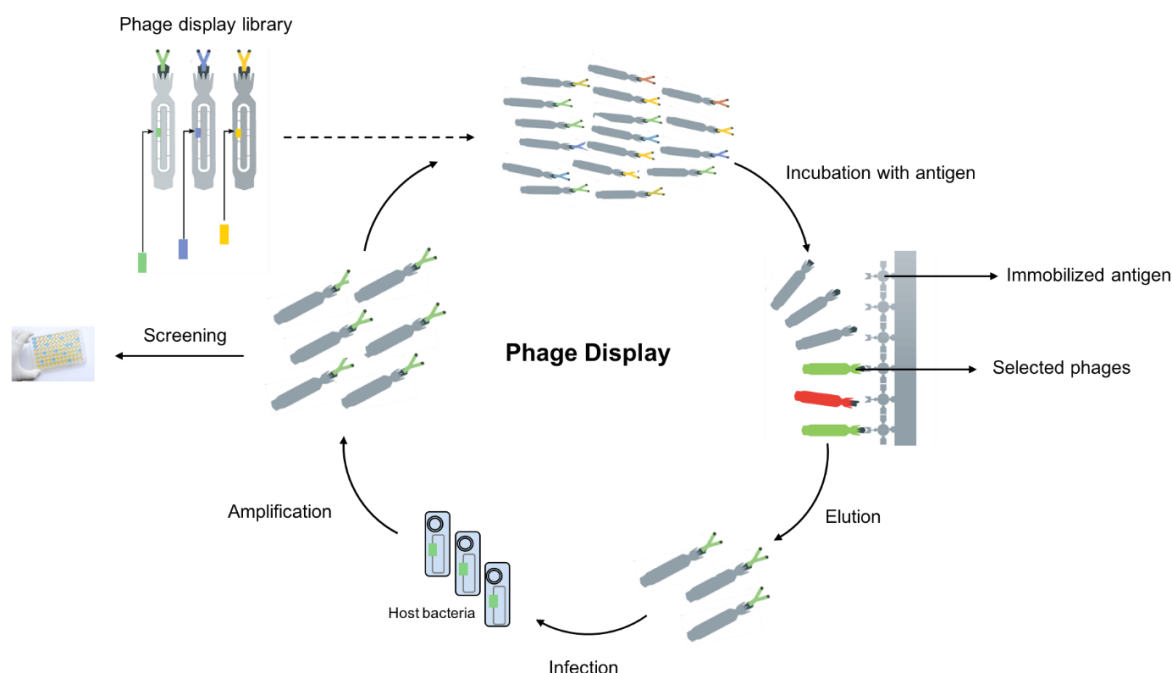 Phage display library
Incubation with antigen
Immobilized antigen
Screening
Phage Display
Selected phages
Amplification
Elution
Host bacteria
Infection